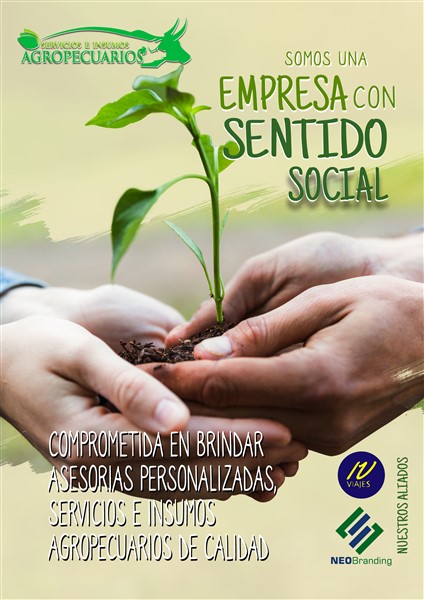 SERVICIOS E INSUMOS
AGROPECUARIOS
SOMOS UNA
EMPRESA CON
SENTIDO
SOCIAL
COMPROMETIDA EN BRINDAR
ASESORIAS PERSONALIZADAS,
SERVICIOS E INSUMOS
AGROPECUARIOS DE CALIDAD
IV
VIAJES
NEOBranding
NUESTROS ALIADOS